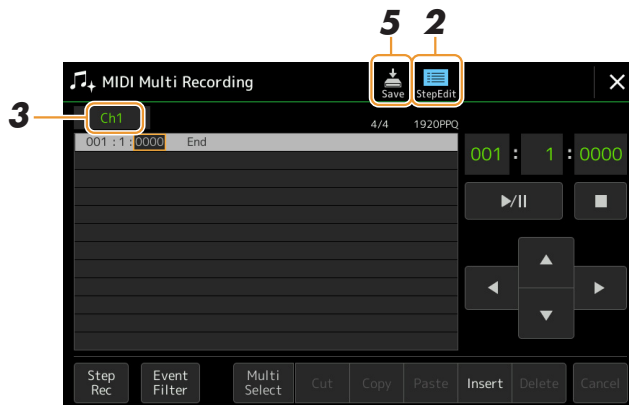 5 2
MIDI Multi Recording
Save
StepEdit
3
Ch1
4/4 1920PPQ
001 : 1 : 0000 End
001 : 1 : 0000
Step Rec
Event Filter
Multi Select
Cut
Copy
Paste
Insert
Delete
Cancel